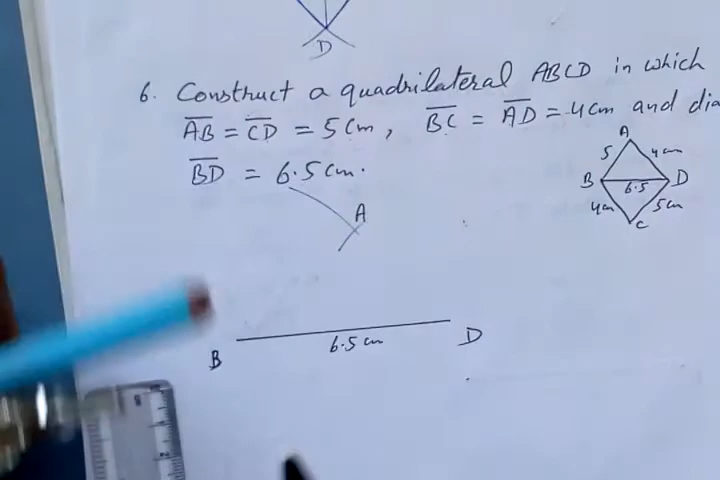 D
6. Construct a quadrilateral ABCD in which
AB = CD = 5cm, BC = AD = 4cm and
BD = 6.5cm.
A
5 4cm
B 6.5 D
4cm 5cm
C
A
B 6.5cm D